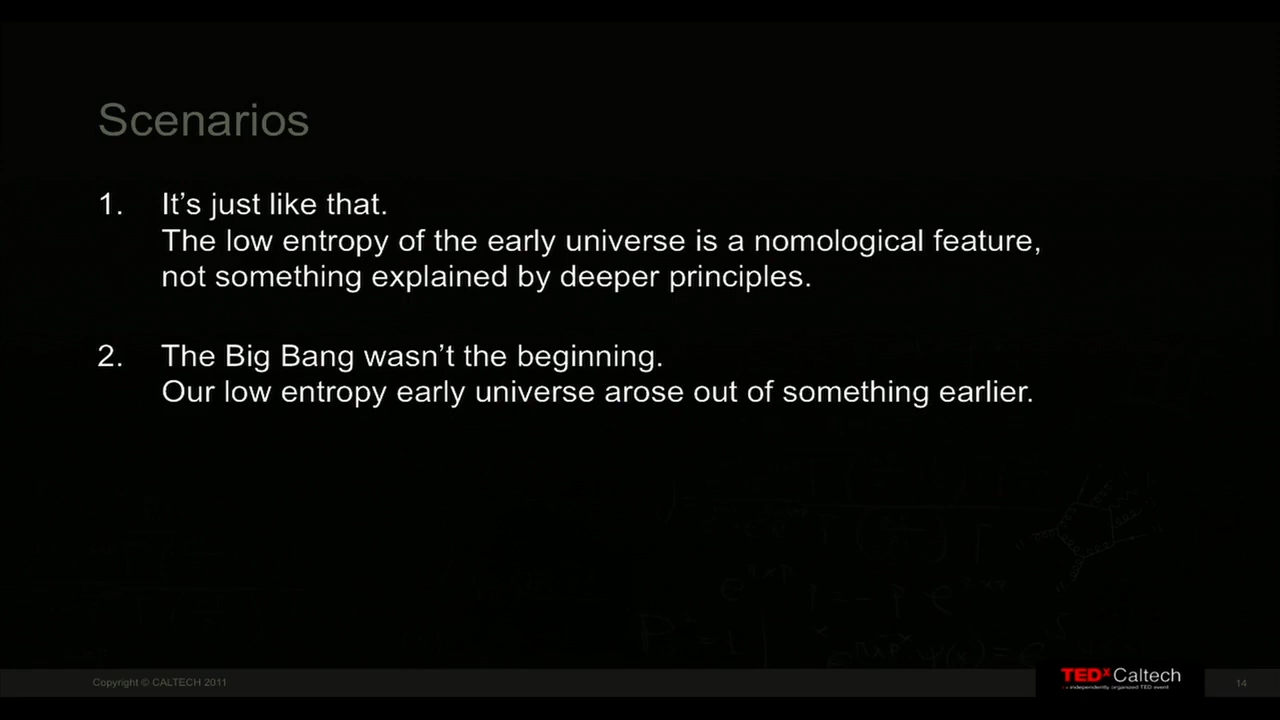 Scenarios
1. It's just like that.
The low entropy of the early universe is a nomological feature,
not something explained by deeper principles.
2. The Big Bang wasn't the beginning.
Our low entropy early universe arose out of something earlier.
Copyright © CALTECH 2011
TEDx Caltech
x = independently organized TED event
14